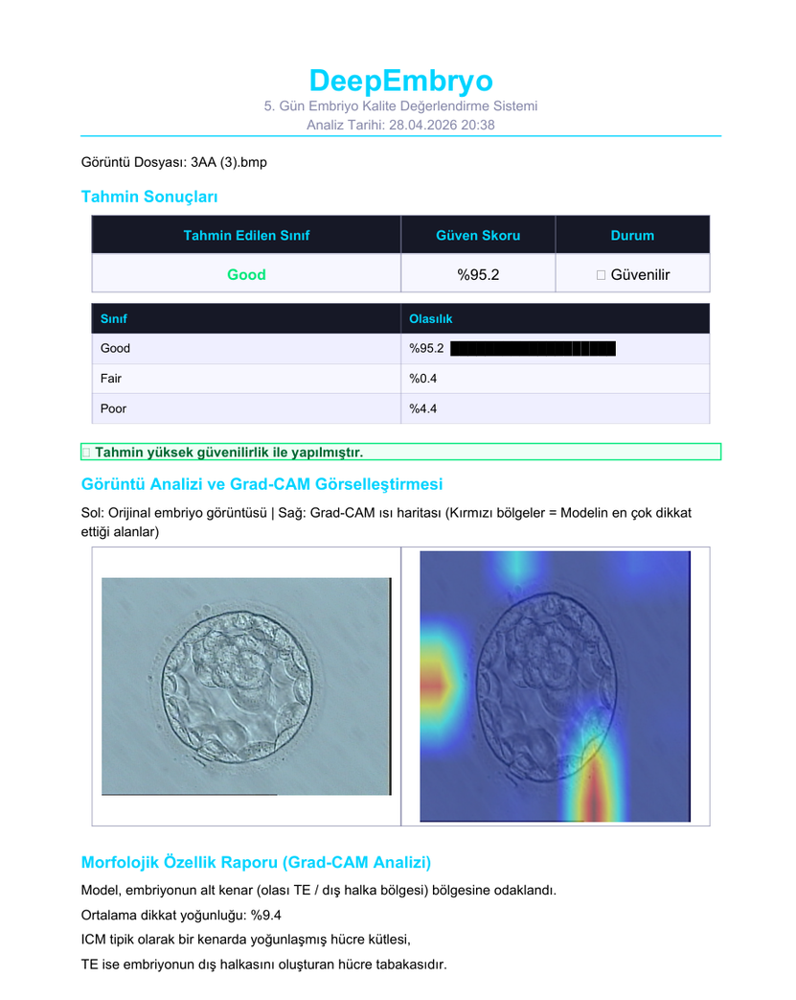 DeepEmbryo
5. Gün Embriyo Kalite Değerlendirme Sistemi
Analiz Tarihi: 28.04.2026 20:38
Görüntü Dosyası: 3AA (3).bmp
Tahmin Sonuçları
Tahmin Edilen Sınıf Güven Skoru Durum
Good %95.2 Güvenilir
Sınıf Olasılık
Good %95.2
Fair %0.4
Poor %4.4
Tahmin yüksek güvenilirlik ile yapılmıştır.
Görüntü Analizi ve Grad-CAM Görselleştirmesi
Sol: Orijinal embriyo görüntüsü | Sağ: Grad-CAM ısı haritası (Kırmızı bölgeler = Modelin en çok dikkat
ettiği alanlar)
Morfolojik Özellik Raporu (Grad-CAM Analizi)
Model, embriyonun alt kenar (olası TE / dış halka bölgesi) bölgesine odaklandı.
Ortalama dikkat yoğunluğu: %9.4
ICM tipik olarak bir kenarda yoğunlaşmış hücre kütlesi,
TE ise embriyonun dış halkasını oluşturan hücre tabakasıdır.